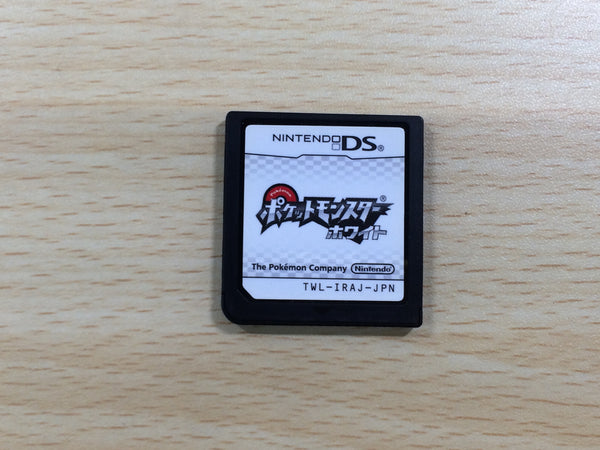 NINTENDO DS®
Pokémon
ポケットモンスター®
ホワイト
The Pokémon Company Nintendo
TWL-IRAJ-JPN